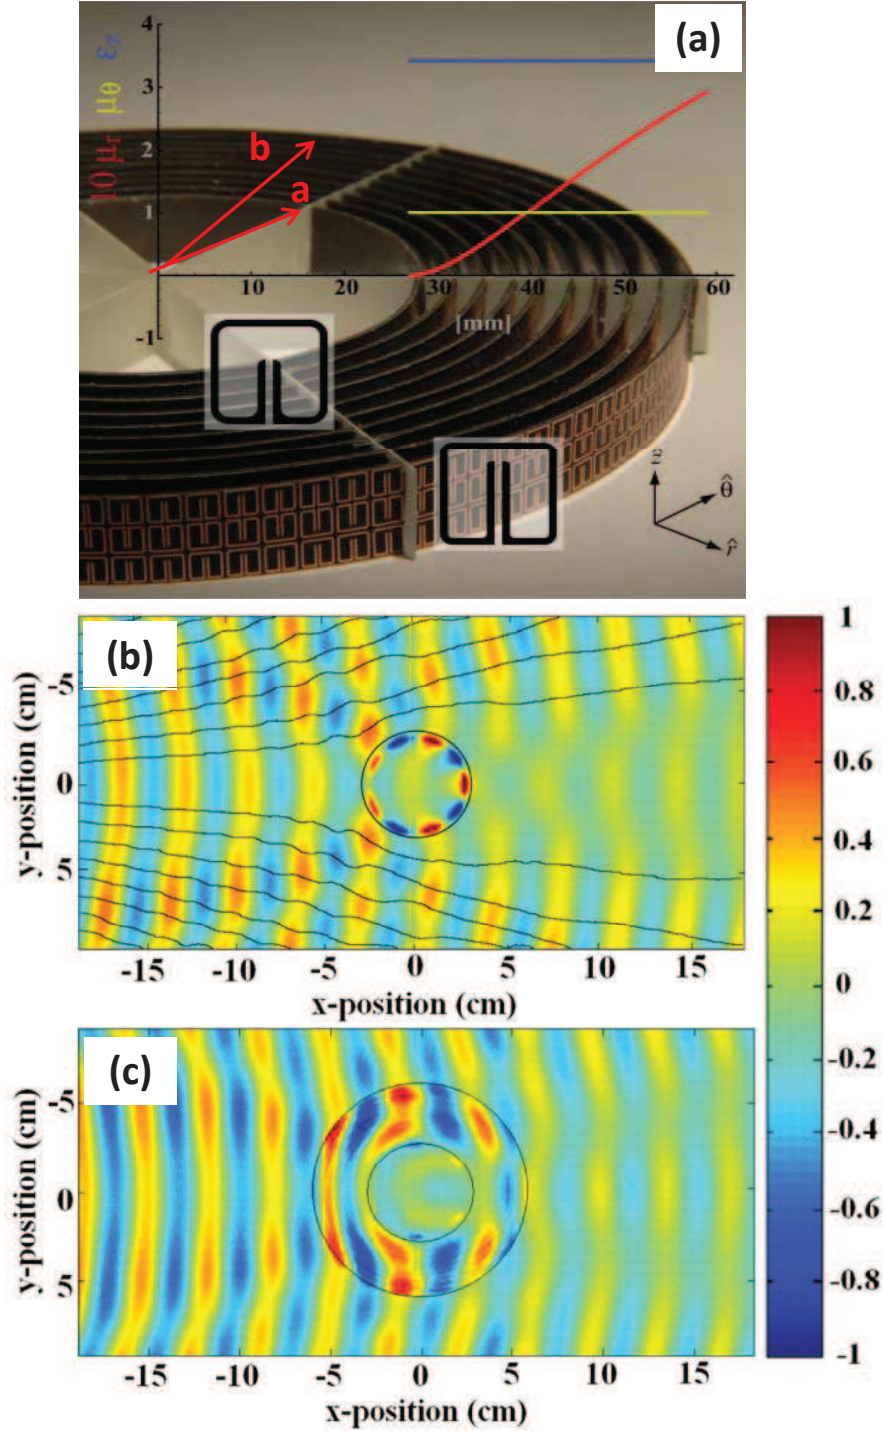 (a)
4
3
2
1
-1
εz
μθ
10 μr
b
a
10 20 30 40 50 60
[mm]
z
θ̂
r̂
(b)
-5
0
5
y-position (cm)
-15 -10 -5 0 5 10 15
x-position (cm)
(c)
-5
0
5
y-position (cm)
-15 -10 -5 0 5 10 15
x-position (cm)
1
0.8
0.6
0.4
0.2
0
-0.2
-0.4
-0.6
-0.8
-1